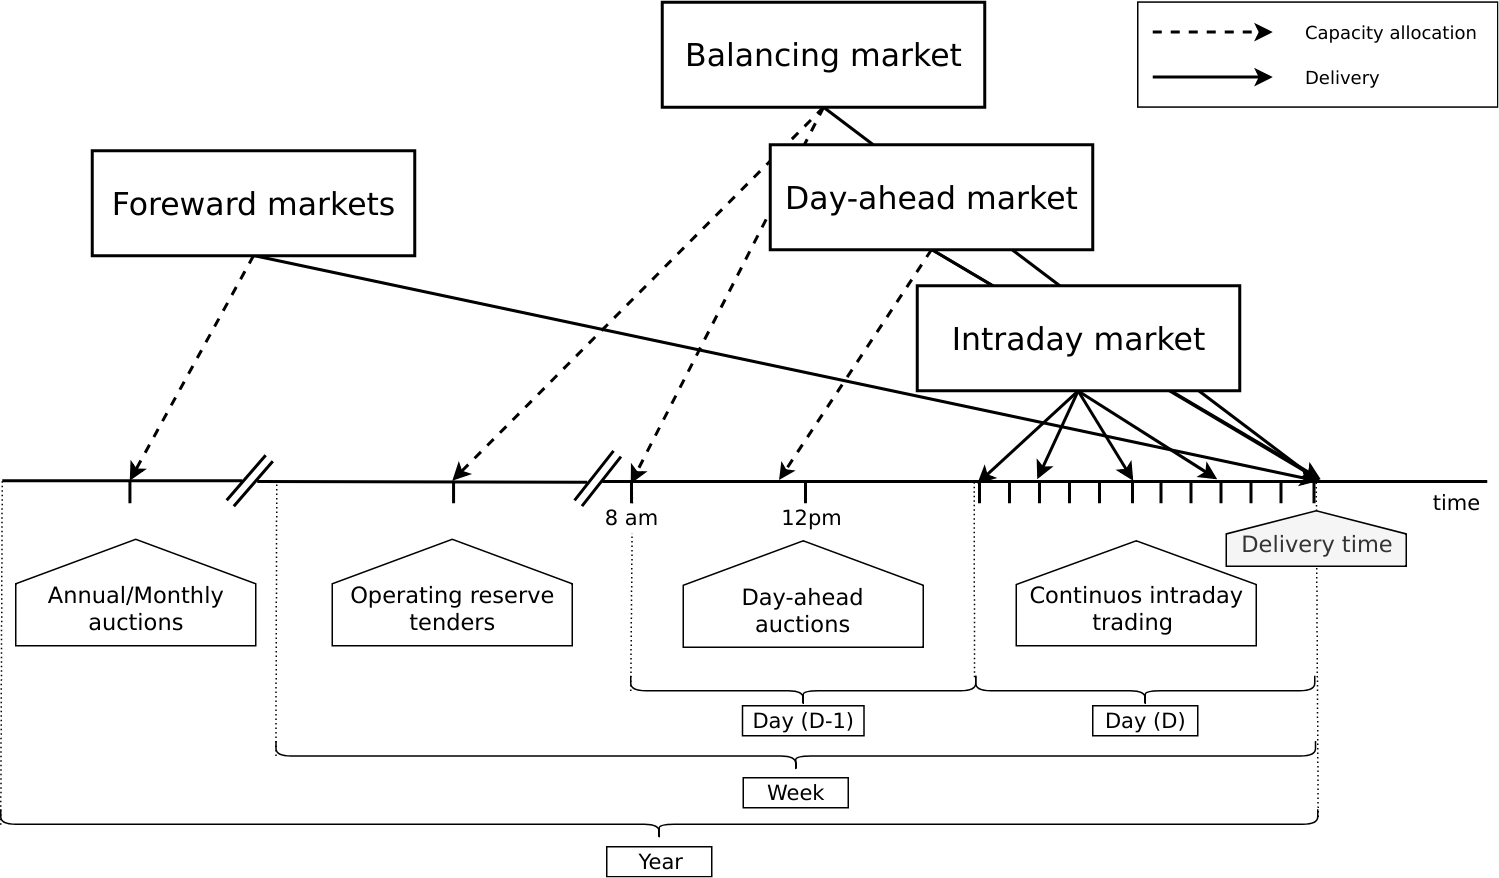 Balancing market
Capacity allocation
Delivery
Foreward markets
Day-ahead market
Intraday market
8 am
12pm
time
Delivery time
Annual/Monthly
auctions
Operating reserve
tenders
Day-ahead
auctions
Continuos intraday
trading
Day (D-1)
Day (D)
Week
Year